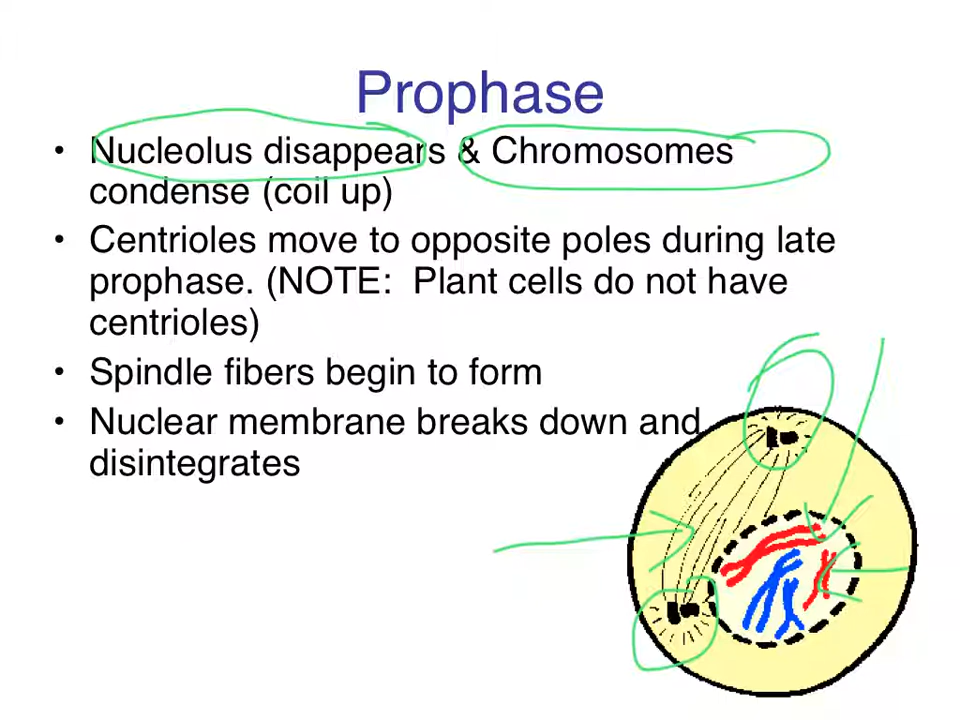 Prophase
• Nucleolus disappears & Chromosomes
condense (coil up)
• Centrioles move to opposite poles during late
prophase. (NOTE:  Plant cells do not have
centrioles)
• Spindle fibers begin to form
• Nuclear membrane breaks down and
disintegrates